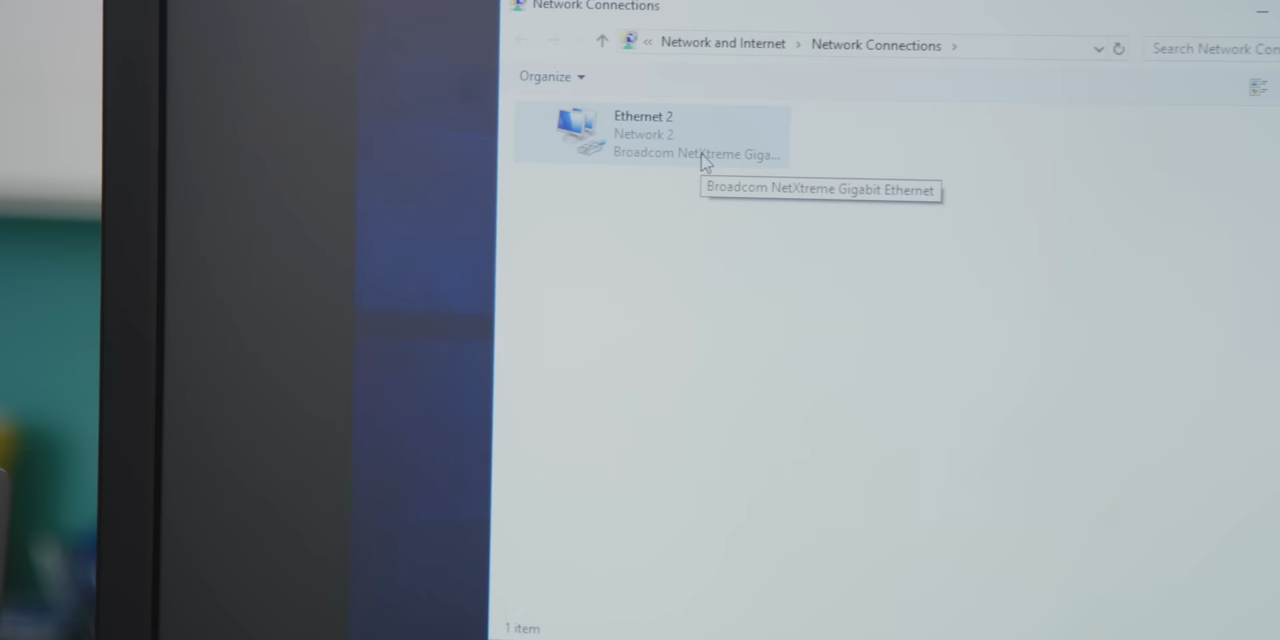 Network Connections
« Network and Internet › Network Connections ›
Search Network Con
Organize
Ethernet 2
Network 2
Broadcom NetXtreme Giga...
Broadcom NetXtreme Gigabit Ethernet
1 item